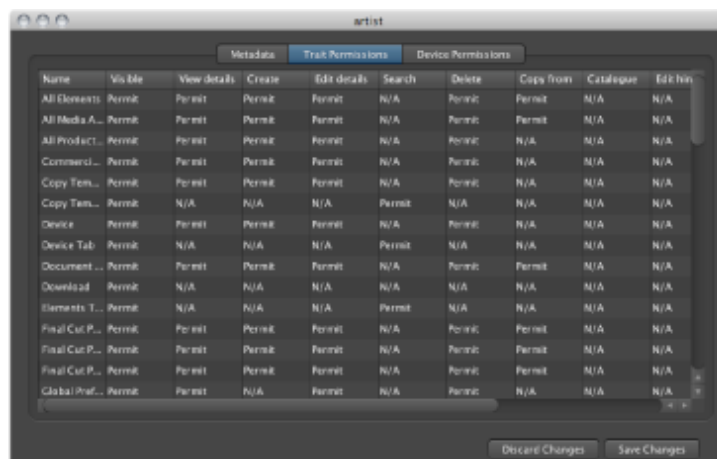 artist
Metadata Trait Permissions Device Permissions
Name Visible View details Create Edit details Search Delete Copy from Catalogue Edit hin
All Elements Permit Permit Permit Permit N/A Permit Permit N/A N/A
All Media A... Permit Permit Permit Permit N/A Permit Permit N/A N/A
All Product... Permit Permit Permit Permit N/A Permit N/A N/A N/A
Commerci... Permit Permit Permit Permit N/A Permit N/A N/A N/A
Copy Tem... Permit Permit Permit Permit N/A Permit N/A N/A N/A
Copy Tem... Permit N/A N/A N/A Permit N/A N/A N/A N/A
Device Permit Permit Permit Permit N/A Permit N/A N/A N/A
Device Tab Permit N/A N/A N/A Permit N/A N/A N/A N/A
Document ... Permit Permit Permit Permit N/A Permit Permit N/A N/A
Download Permit N/A N/A N/A N/A N/A N/A N/A N/A
Elements T... Permit N/A N/A N/A Permit N/A N/A N/A N/A
Final Cut P... Permit Permit Permit Permit N/A Permit Permit N/A N/A
Final Cut P... Permit Permit Permit Permit N/A Permit Permit N/A N/A
Final Cut P... Permit Permit Permit Permit N/A Permit Permit N/A N/A
Global Pref... Permit Permit N/A Permit N/A Permit N/A N/A N/A
Discard Changes Save Changes